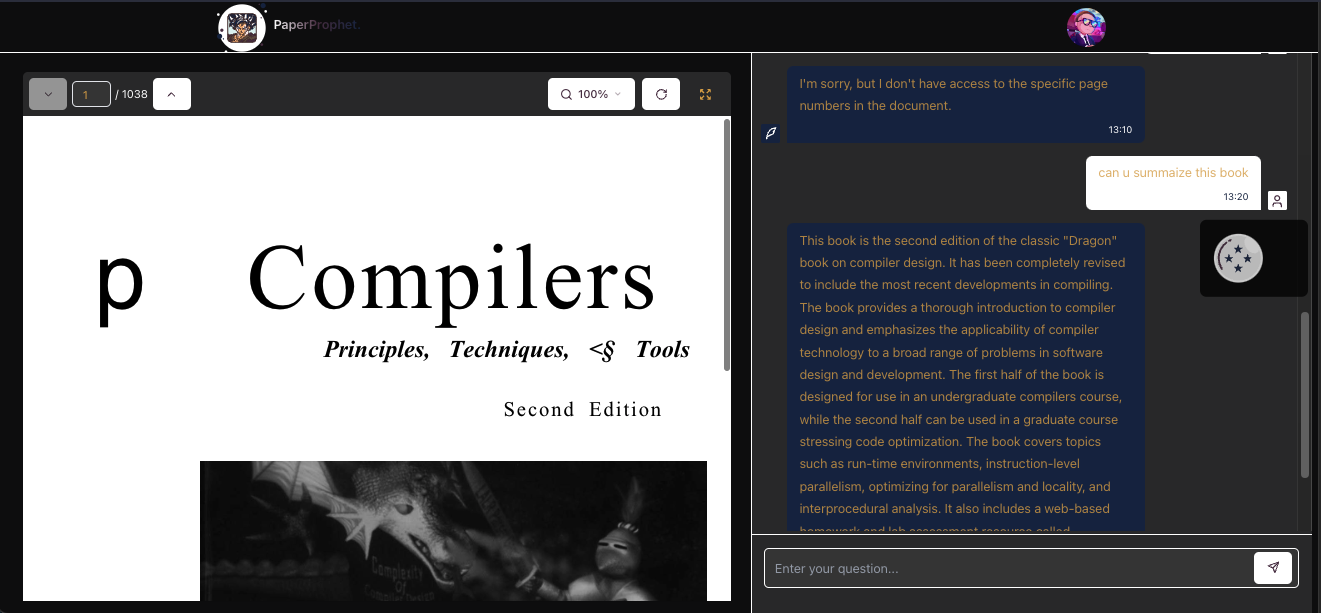 PaperProphet.
1 / 1038
100%
p Compilers
Principles, Techniques, <§ Tools
Second Edition
Complexity
Of
Compiler Design
I'm sorry, but I don't have access to the specific page
numbers in the document.
13:10
can u summaize this book
13:20
This book is the second edition of the classic "Dragon"
book on compiler design. It has been completely revised
to include the most recent developments in compiling.
The book provides a thorough introduction to compiler
design and emphasizes the applicability of compiler
technology to a broad range of problems in software
design and development. The first half of the book is
designed for use in an undergraduate compilers course,
while the second half can be used in a graduate course
stressing code optimization. The book covers topics
such as run-time environments, instruction-level
parallelism, optimizing for parallelism and locality, and
interprocedural analysis. It also includes a web-based
homework and lab assessment resource called
Enter your question...